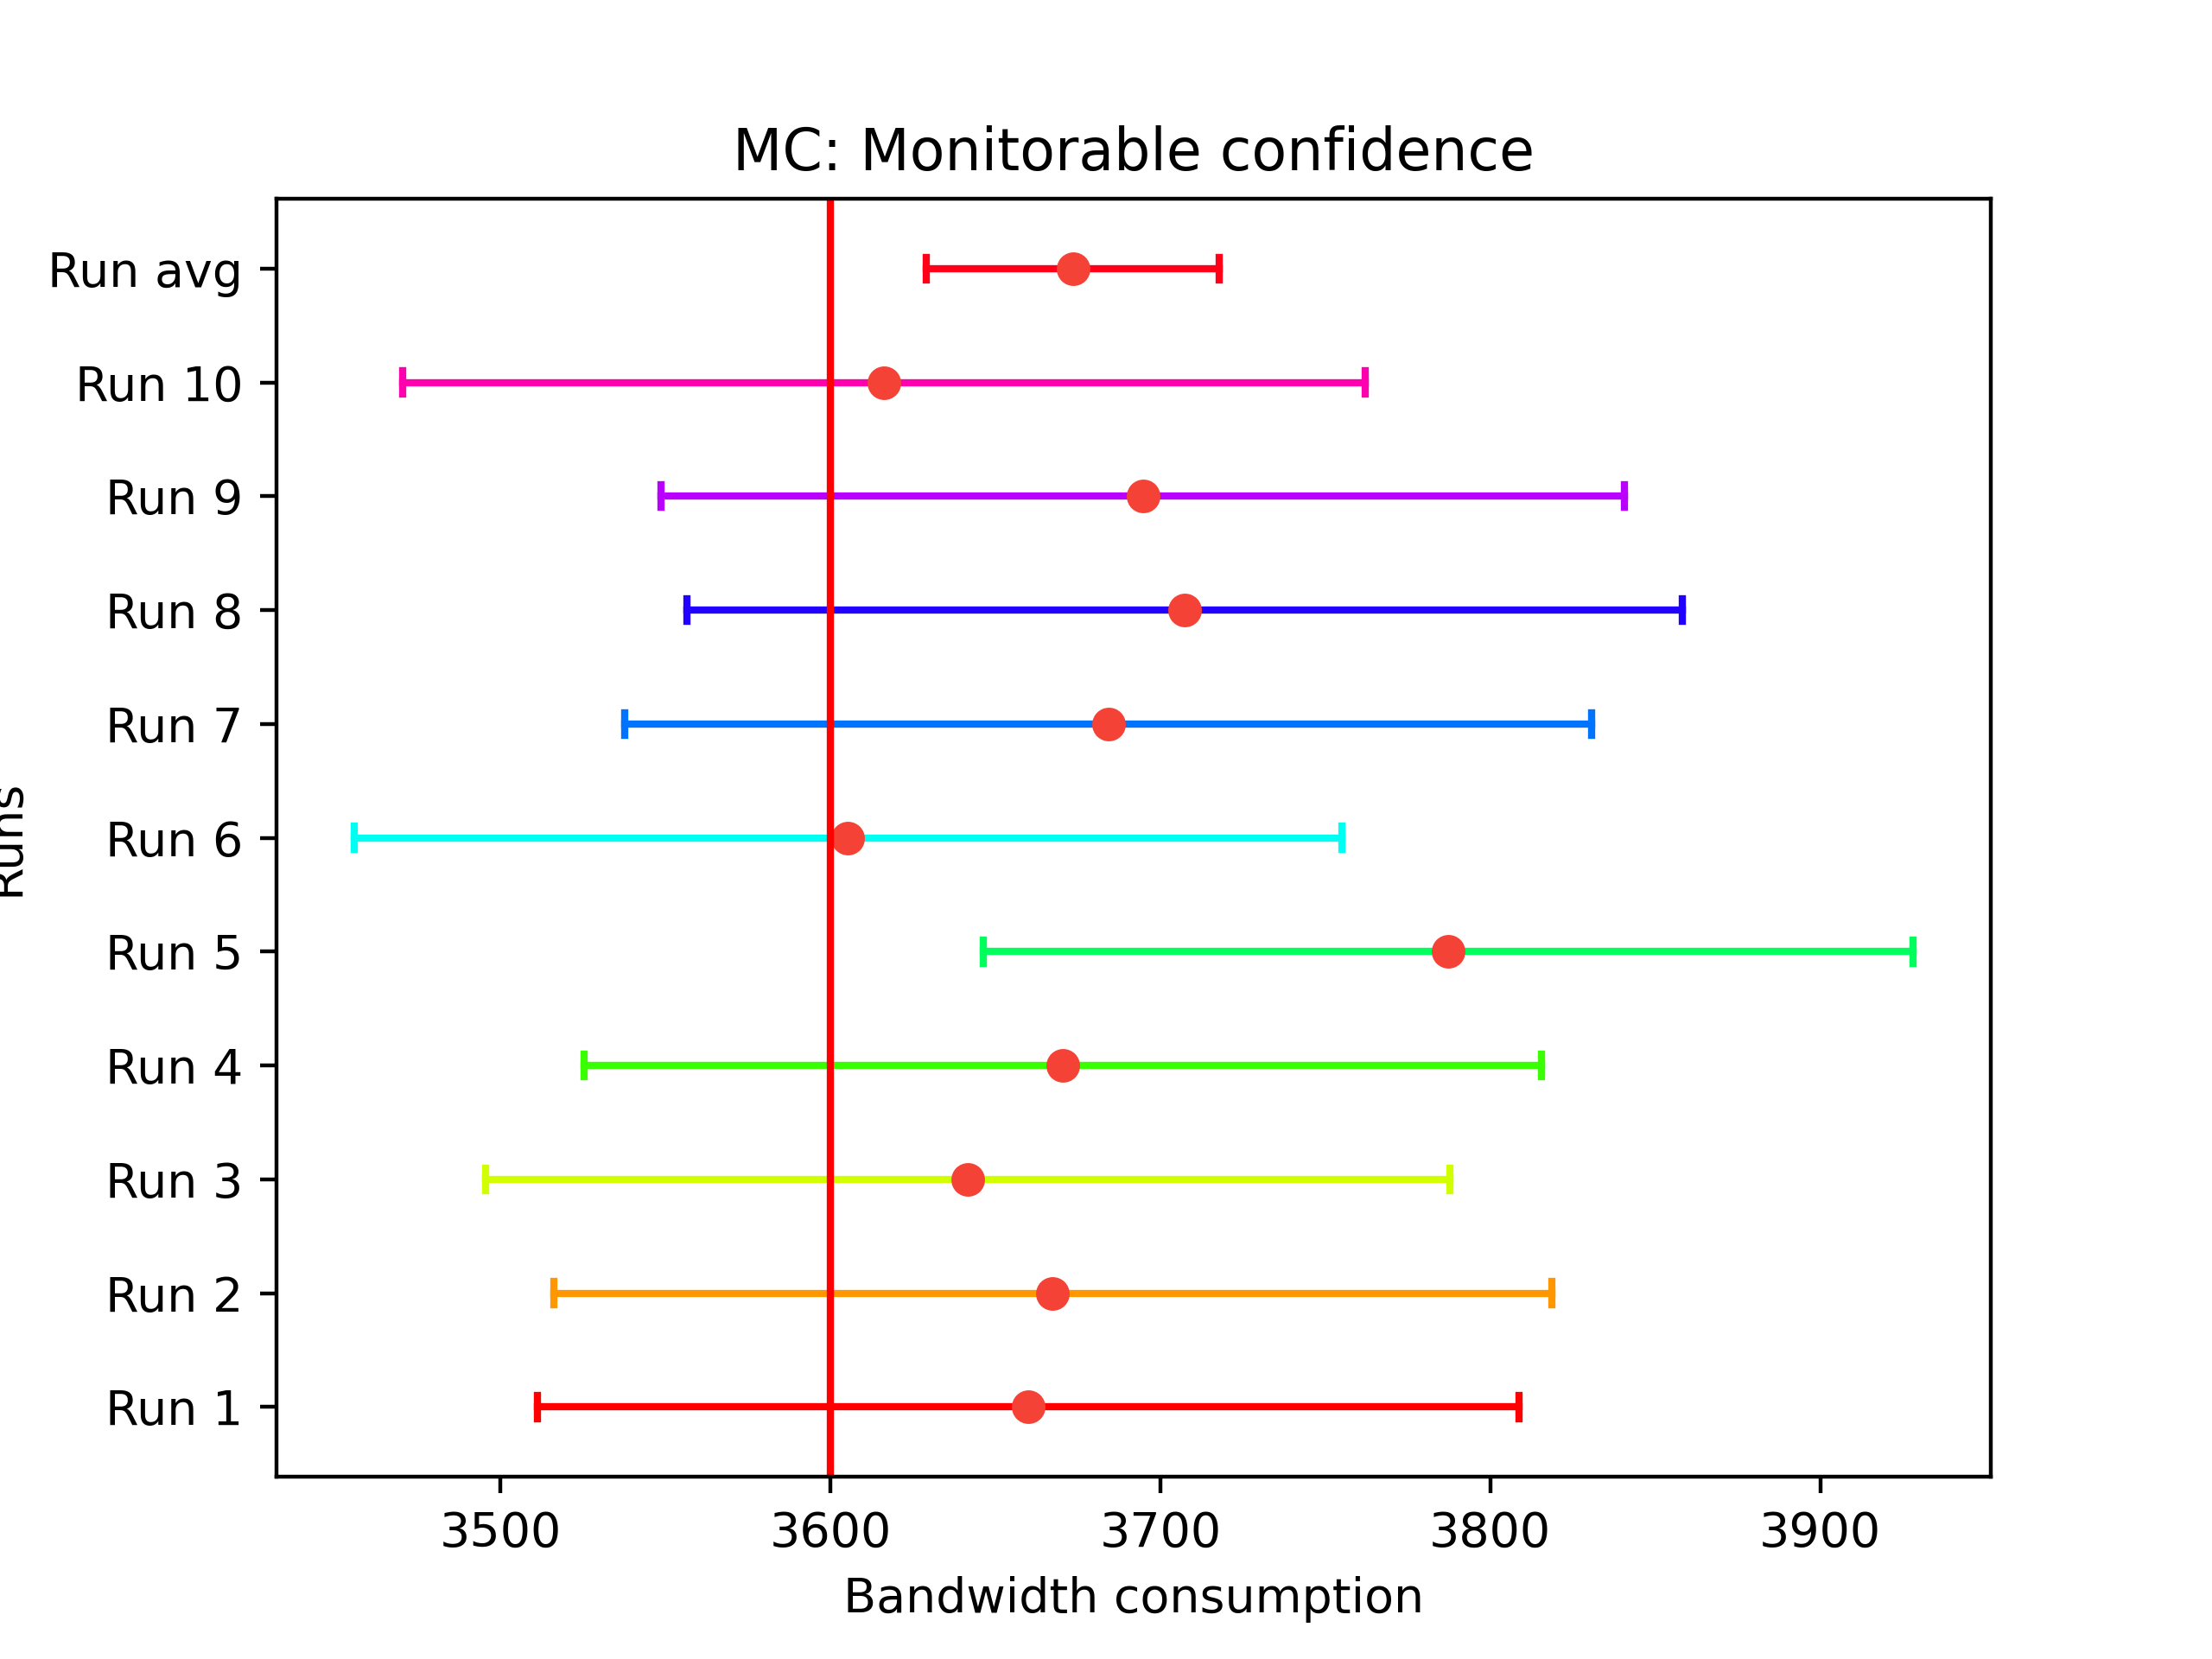 MC: Monitorable confidence
Run avg
Run 10
Run 9
Run 8
Run 7
Run 6
Run 5
Run 4
Run 3
Run 2
Run 1
Runs
3500 3600 3700 3800 3900
Bandwidth consumption